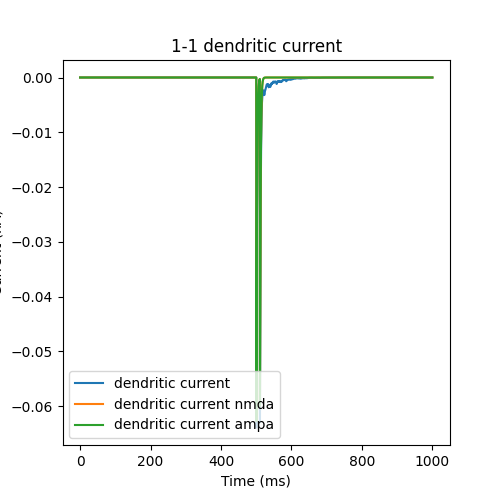 1-1 dendritic current
0.00
−0.01
−0.02
−0.03
−0.04
−0.05
−0.06
dendritic current
dendritic current nmda
dendritic current ampa
0
200
400
600
800
1000
Time (ms)